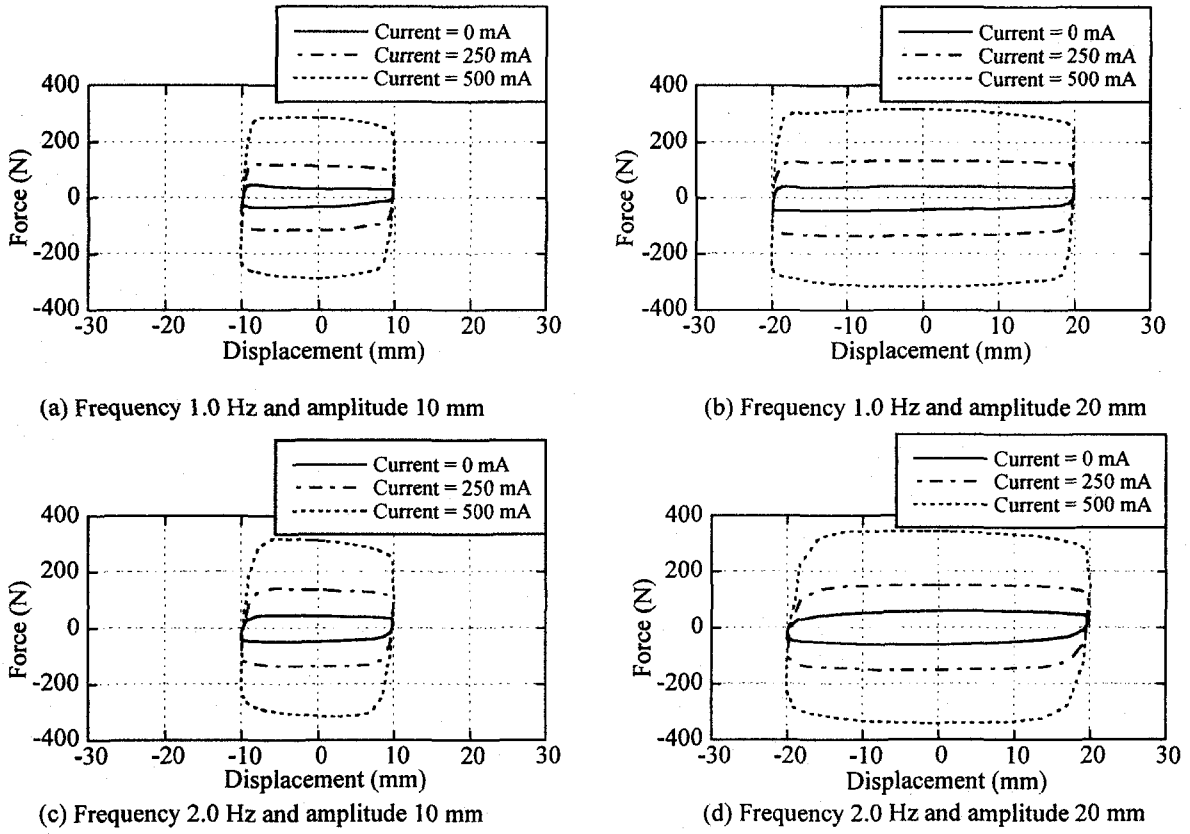 Current = 0 mA
Current = 250 mA
Current = 500 mA
400
200
0
-200
-400
Force (N)
-30
-20
-10
0
10
20
30
Displacement (mm)
(a) Frequency 1.0 Hz and amplitude 10 mm
Current = 0 mA
Current = 250 mA
Current = 500 mA
400
200
0
-200
-400
Force (N)
-30
-20
-10
0
10
20
30
Displacement (mm)
(b) Frequency 1.0 Hz and amplitude 20 mm
Current = 0 mA
Current = 250 mA
Current = 500 mA
400
200
0
-200
-400
Force (N)
-30
-20
-10
0
10
20
30
Displacement (mm)
(c) Frequency 2.0 Hz and amplitude 10 mm
Current = 0 mA
Current = 250 mA
Current = 500 mA
400
200
0
-200
-400
Force (N)
-30
-20
-10
0
10
20
30
Displacement (mm)
(d) Frequency 2.0 Hz and amplitude 20 mm